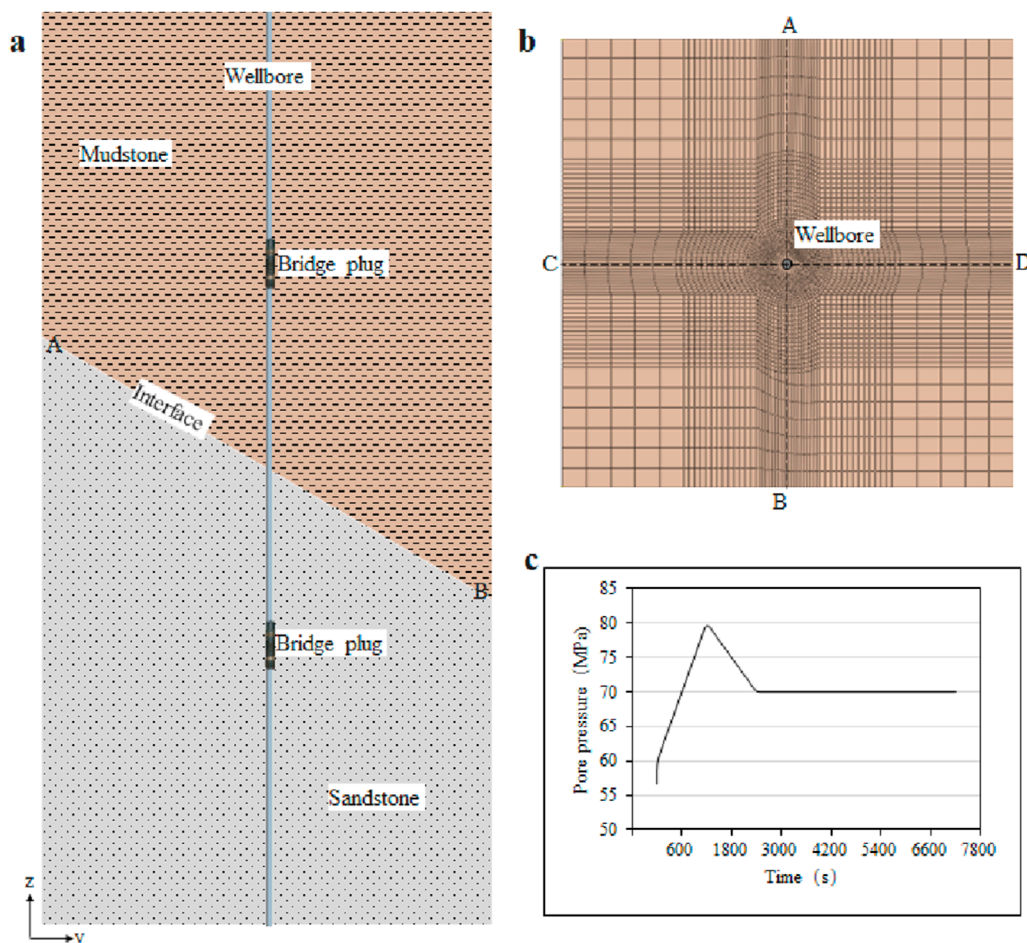 a
Wellbore
Mudstone
Bridge plug
A
Interface
B
Bridge plug
Sandstone
z
y
b
A
Wellbore
C
D
B
c
Pore pressure (MPa)
85
80
75
70
65
60
55
50
600 1800 3000 4200 5400 6600 7800
Time (s)